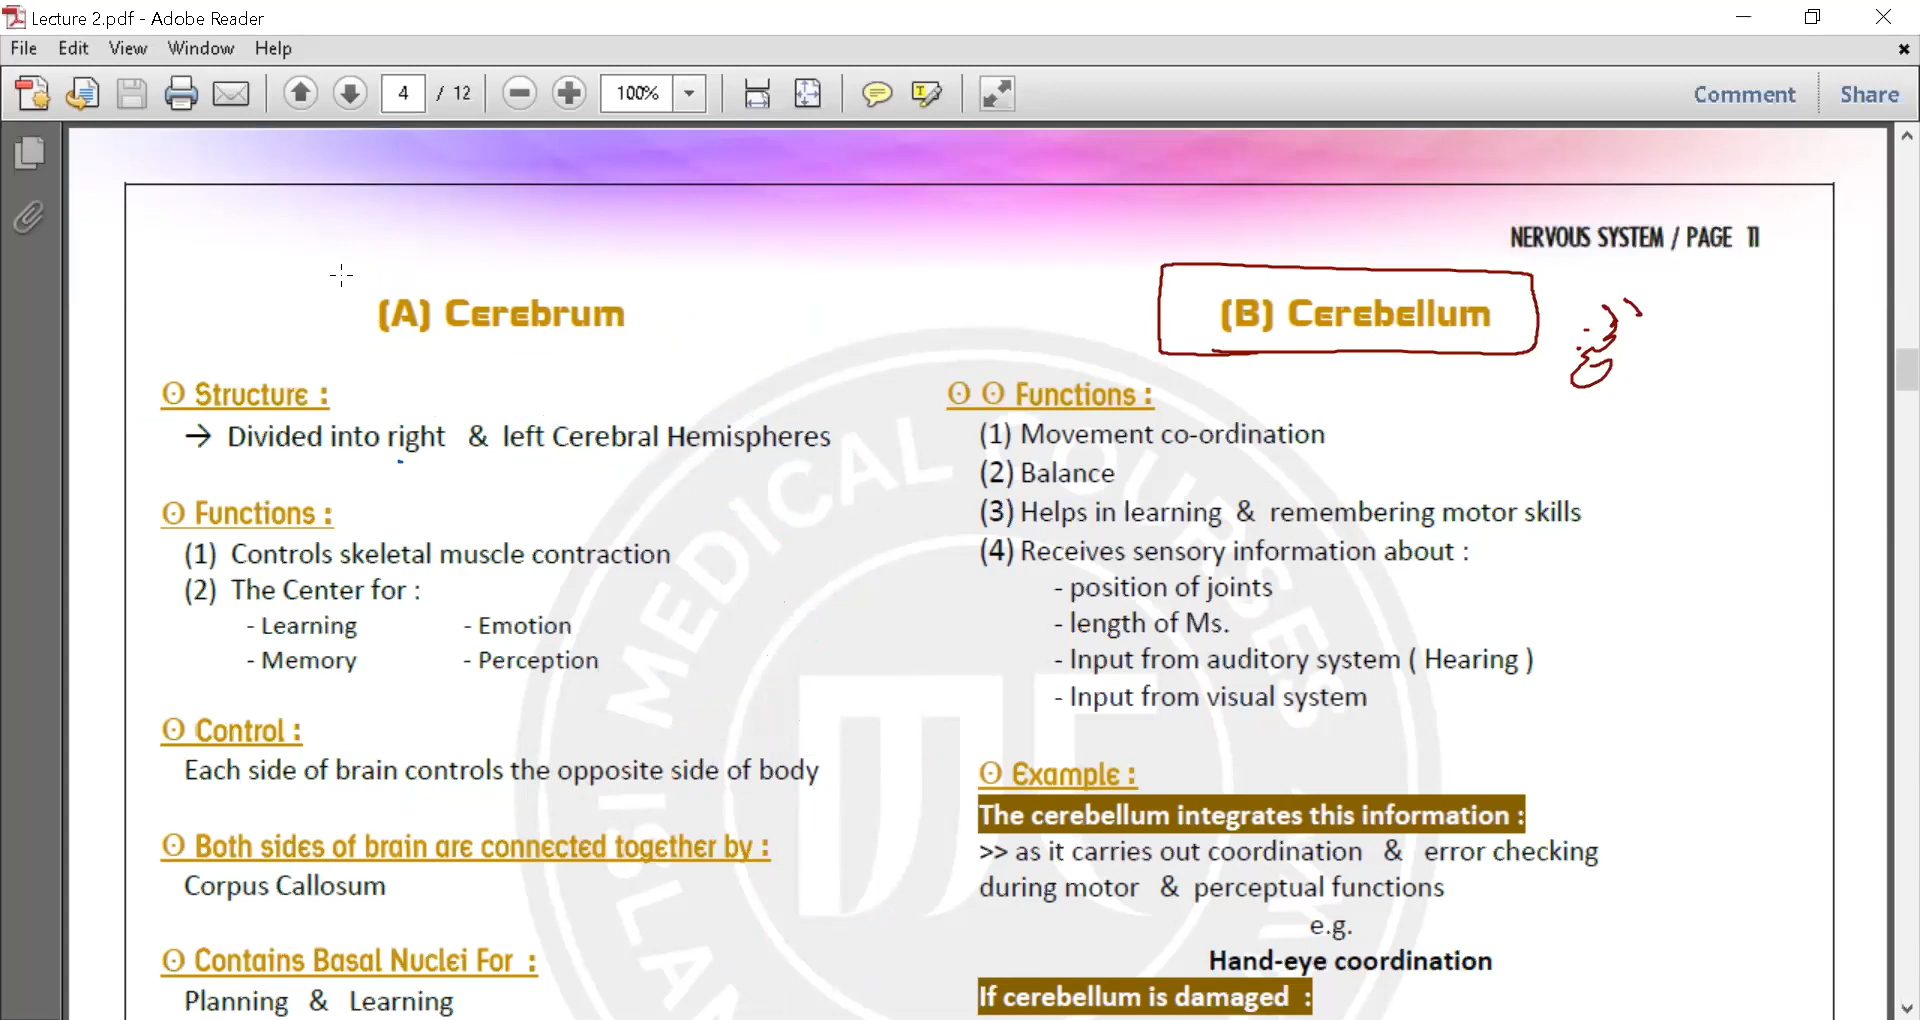 Lecture 2.pdf - Adobe Reader
File Edit View Window Help
4 / 12 100% Comment Share
NERVOUS SYSTEM / PAGE 11
(A) Cerebrum
ʘ Structure :
→ Divided into right & left Cerebral Hemispheres
ʘ Functions :
(1) Controls skeletal muscle contraction
(2) The Center for :
- Learning - Emotion
- Memory - Perception
ʘ Control :
Each side of brain controls the opposite side of body
ʘ Both sides of brain are connected together by :
Corpus Callosum
ʘ Contains Basal Nuclei For :
Planning & Learning
(B) Cerebellum
ʘ ʘ Functions :
(1) Movement co-ordination
(2) Balance
(3) Helps in learning & remembering motor skills
(4) Receives sensory information about :
- position of joints
- length of Ms.
- Input from auditory system ( Hearing )
- Input from visual system
ʘ Example :
The cerebellum integrates this information :
>> as it carries out coordination & error checking
during motor & perceptual functions
e.g.
Hand-eye coordination
If cerebellum is damaged :
MEDICAL COURSES